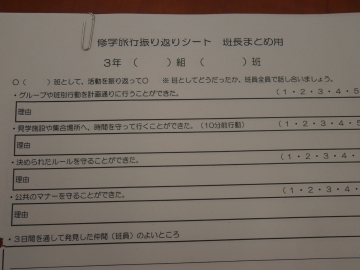 修学旅行振り返りシート　班長まとめ用
3年（　　）組（　　）班
○（　　）班として、活動を振り返って○　※ 班としてどうだったか、班員全員で話し合いましょう。
・グループや班別行動を計画通りに行うことができた。（1・2・3・4・5
理由
・見学施設や集合場所へ、時間を守って行くことができた。（10分前行動）（1・2・3・4・5
理由
・決められたルールを守ることができた。（1・2・3・4・
理由
・公共のマナーを守ることができた。（1・2・3・4
理由
・3日間を通して発見した仲間（班員）のよいところ